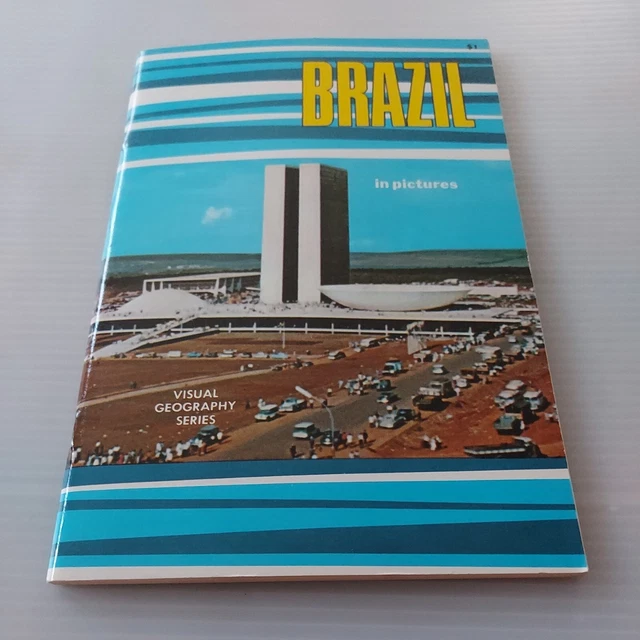 $1
BRAZIL
in pictures
VISUAL
GEOGRAPHY
SERIES